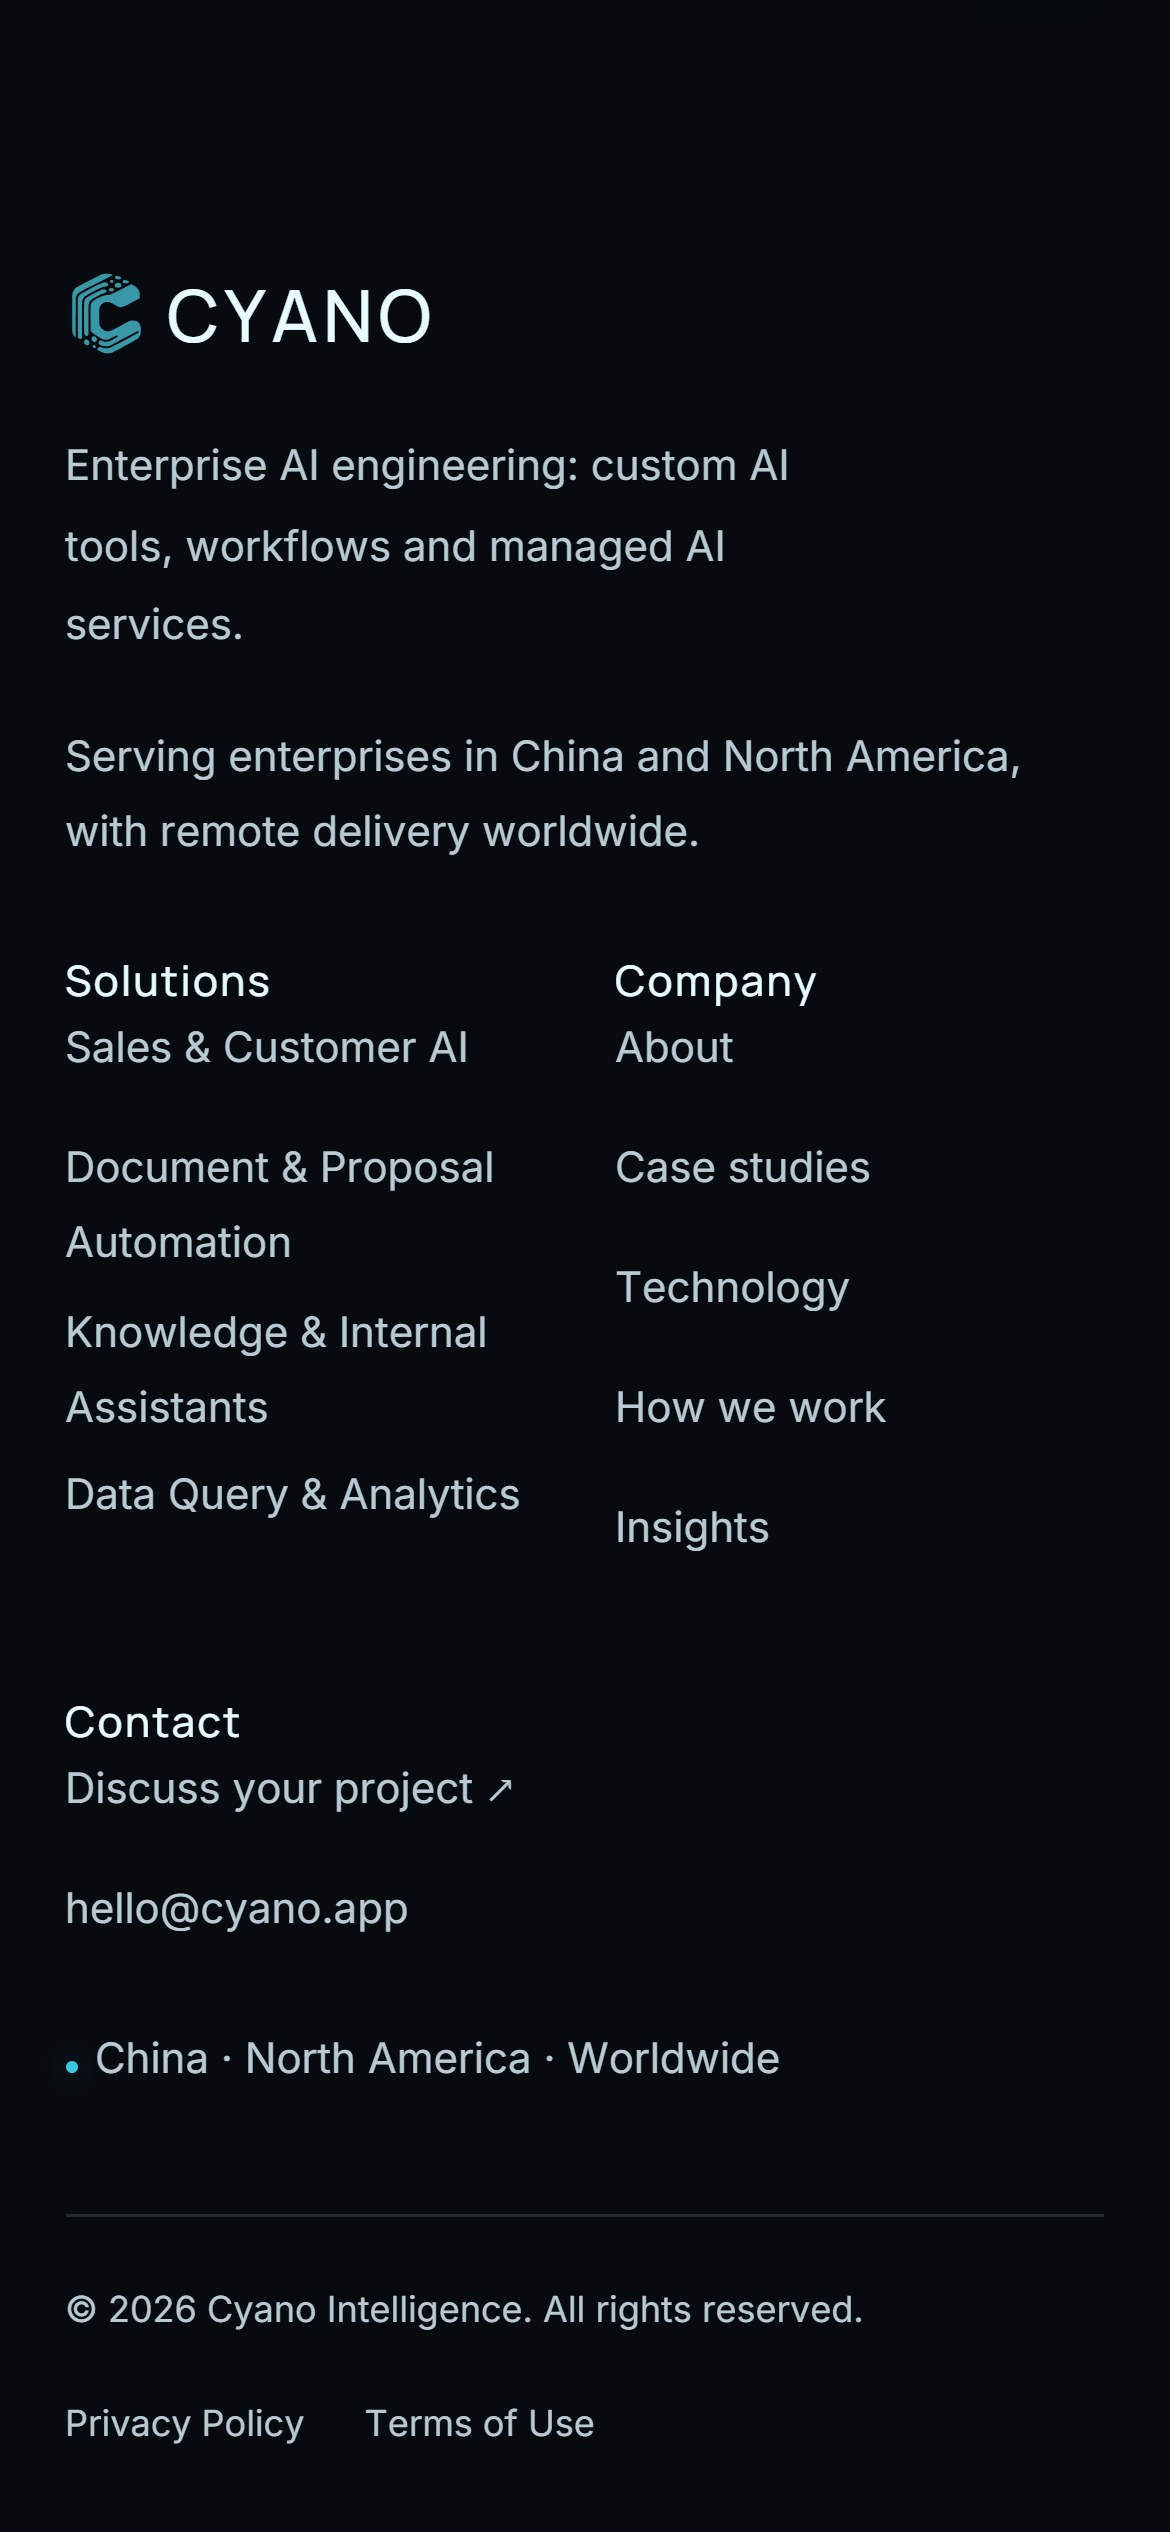 CYANO
Enterprise AI engineering: custom AI
tools, workflows and managed AI
services.
Serving enterprises in China and North America,
with remote delivery worldwide.
Solutions
Sales & Customer AI
Document & Proposal
Automation
Knowledge & Internal
Assistants
Data Query & Analytics
Company
About
Case studies
Technology
How we work
Insights
Contact
Discuss your project ↗
hello@cyano.app
China · North America · Worldwide
© 2026 Cyano Intelligence. All rights reserved.
Privacy Policy Terms of Use